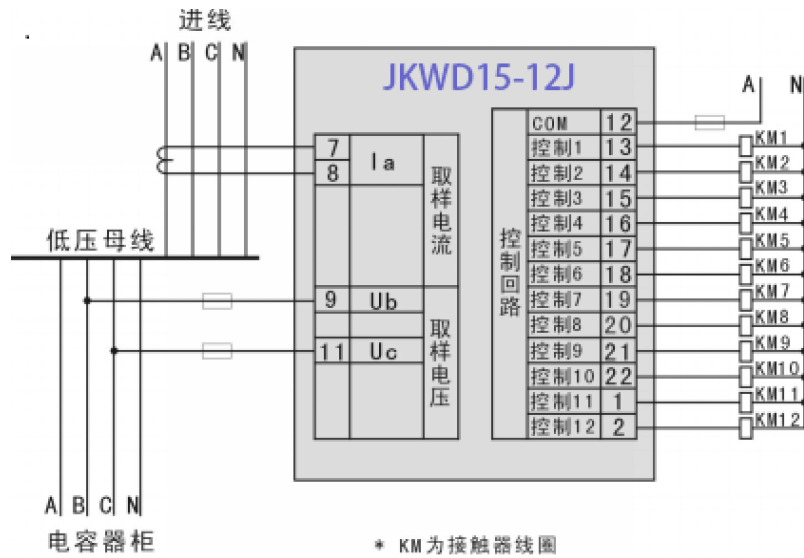 进线
A B C N
JKWD15-12J
A N
COM 12
控制1 13 KM1
控制2 14 KM2
控制3 15 KM3
控制4 16 KM4
控制5 17 KM5
控制6 18 KM6
控制7 19 KM7
控制8 20 KM8
控制9 21 KM9
控制10 22 KM10
控制11 1 KM11
控制12 2 KM12
控制回路
7 Ia
8
取样电流
低压母线
9 Ub
11 Uc
取样电压
A B C N
电容器柜
* KM为接触器线圈